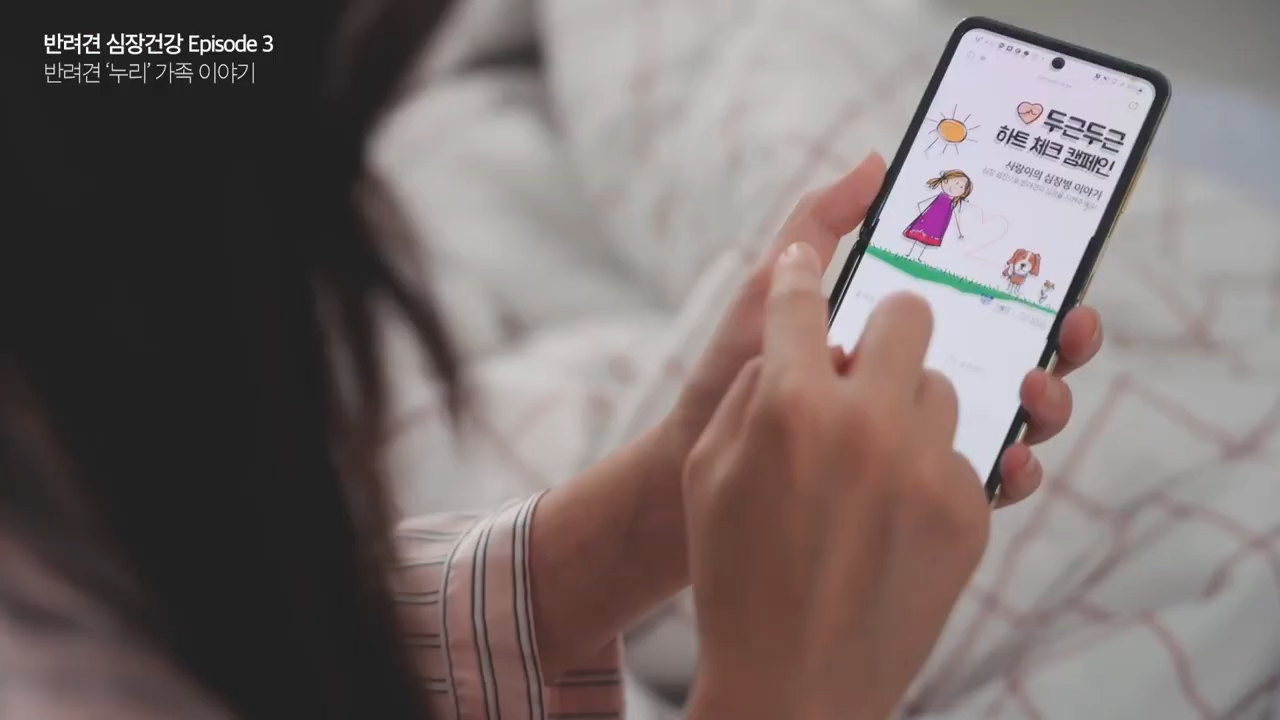 반려견 심장건강 Episode 3
반려견 '누리' 가족 이야기
두근두근
하트 체크 캠페인
사랑이의 심장병 이야기